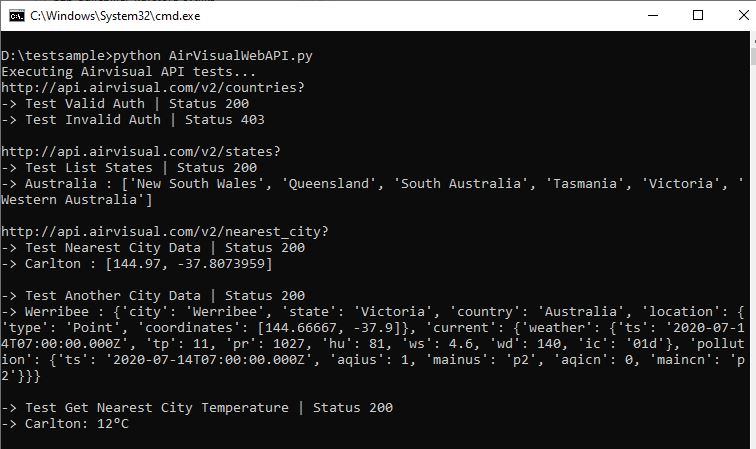 C:\Windows\System32\cmd.exe
D:\testsample>python AirVisualWebAPI.py
Executing Airvisual API tests...
http://api.airvisual.com/v2/countries?
-> Test Valid Auth | Status 200
-> Test Invalid Auth | Status 403
http://api.airvisual.com/v2/states?
-> Test List States | Status 200
-> Australia : ['New South Wales', 'Queensland', 'South Australia', 'Tasmania', 'Victoria', '
Western Australia']
http://api.airvisual.com/v2/nearest_city?
-> Test Nearest City Data | Status 200
-> Carlton : [144.97, -37.8073959]
-> Test Another City Data | Status 200
-> Werribee : {'city': 'Werribee', 'state': 'Victoria', 'country': 'Australia', 'location': {
'type': 'Point', 'coordinates': [144.66667, -37.9]}, 'current': {'weather': {'ts': '2020-07-1
4T07:00:00.000Z', 'tp': 11, 'pr': 1027, 'hu': 81, 'ws': 4.6, 'wd': 140, 'ic': '01d'}, 'pollut
ion': {'ts': '2020-07-14T07:00:00.000Z', 'aqius': 1, 'mainus': 'p2', 'aqicn': 0, 'maincn': 'p
2'}}}
-> Test Get Nearest City Temperature | Status 200
-> Carlton: 12ºC